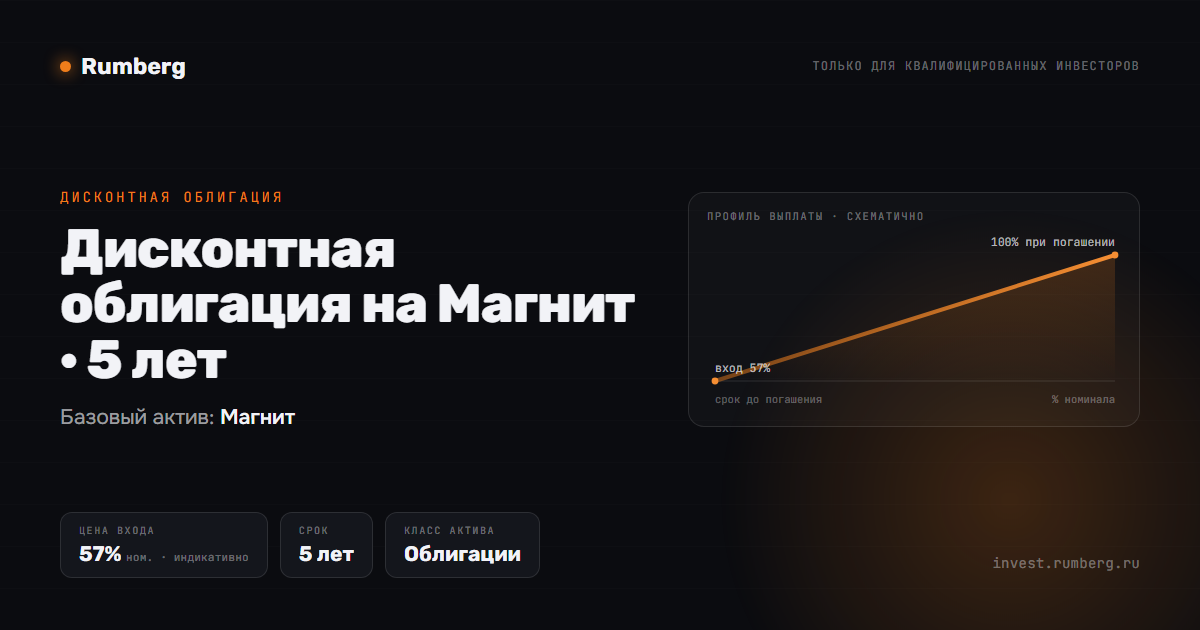 Rumberg
ТОЛЬКО ДЛЯ КВАЛИФИЦИРОВАННЫХ ИНВЕСТОРОВ
ДИСКОНТНАЯ ОБЛИГАЦИЯ
Дисконтная
облигация на Магнит
• 5 лет
Базовый актив: Магнит
ПРОФИЛЬ ВЫПЛАТЫ · СХЕМАТИЧНО
100% при погашении
вход 57%
срок до погашения
% номинала
ЦЕНА ВХОДА
57% ном. · индикативно
СРОК
5 лет
КЛАСС АКТИВА
Облигации
invest.rumberg.ru